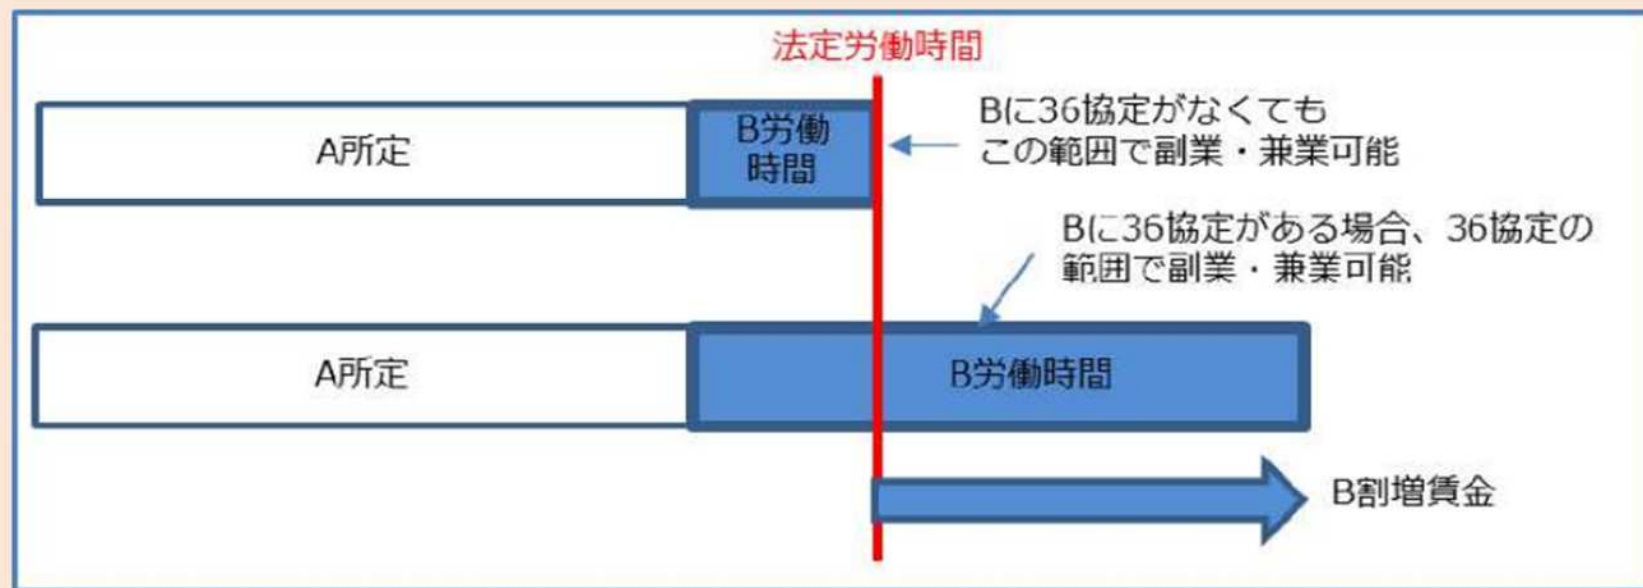 法定労働時間
A所定
B労働
時間
Bに36協定がなくても
この範囲で副業・兼業可能
Bに36協定がある場合、36協定の
範囲で副業・兼業可能
A所定
B労働時間
B割増賃金